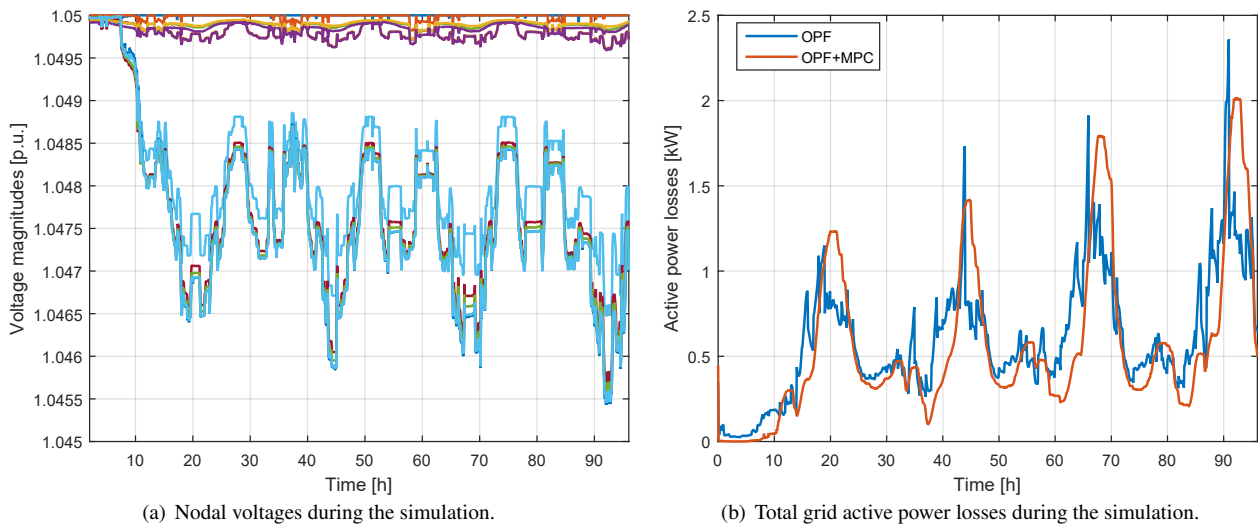 1.05
1.0495
1.049
1.0485
1.048
1.0475
1.047
1.0465
1.046
1.0455
1.045
Voltage magnitudes [p.u.]
10 20 30 40 50 60 70 80 90
Time [h]
(a) Nodal voltages during the simulation.
2.5
2
1.5
1
0.5
0
Active power losses [kW]
OPF
OPF+MPC
0 10 20 30 40 50 60 70 80 90
Time [h]
(b) Total grid active power losses during the simulation.